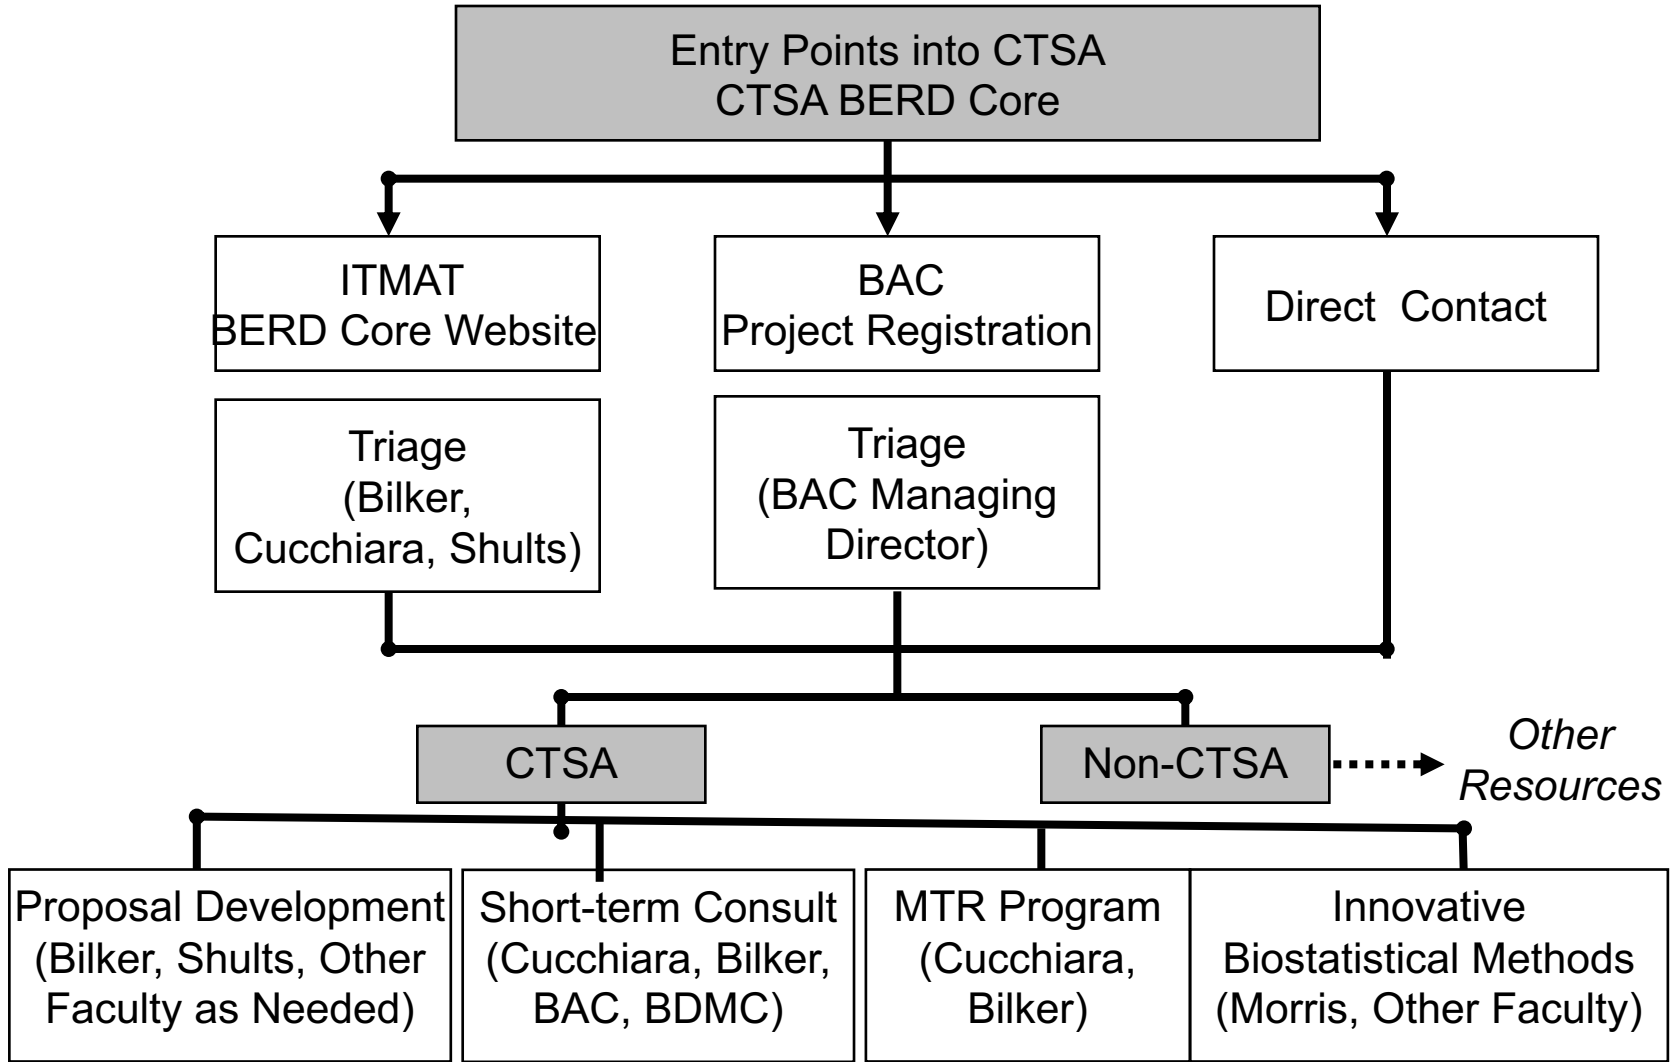 Entry Points into CTSA
CTSA BERD Core
ITMAT
BERD Core Website
BAC
Project Registration
Direct Contact
Triage
(Bilker,
Cucchiara, Shults)
Triage
(BAC Managing
Director)
CTSA
Non-CTSA
Other
Resources
Proposal Development
(Bilker, Shults, Other
Faculty as Needed)
Short-term Consult
(Cucchiara, Bilker,
BAC, BDMC)
MTR Program
(Cucchiara,
Bilker)
Innovative
Biostatistical Methods
(Morris, Other Faculty)